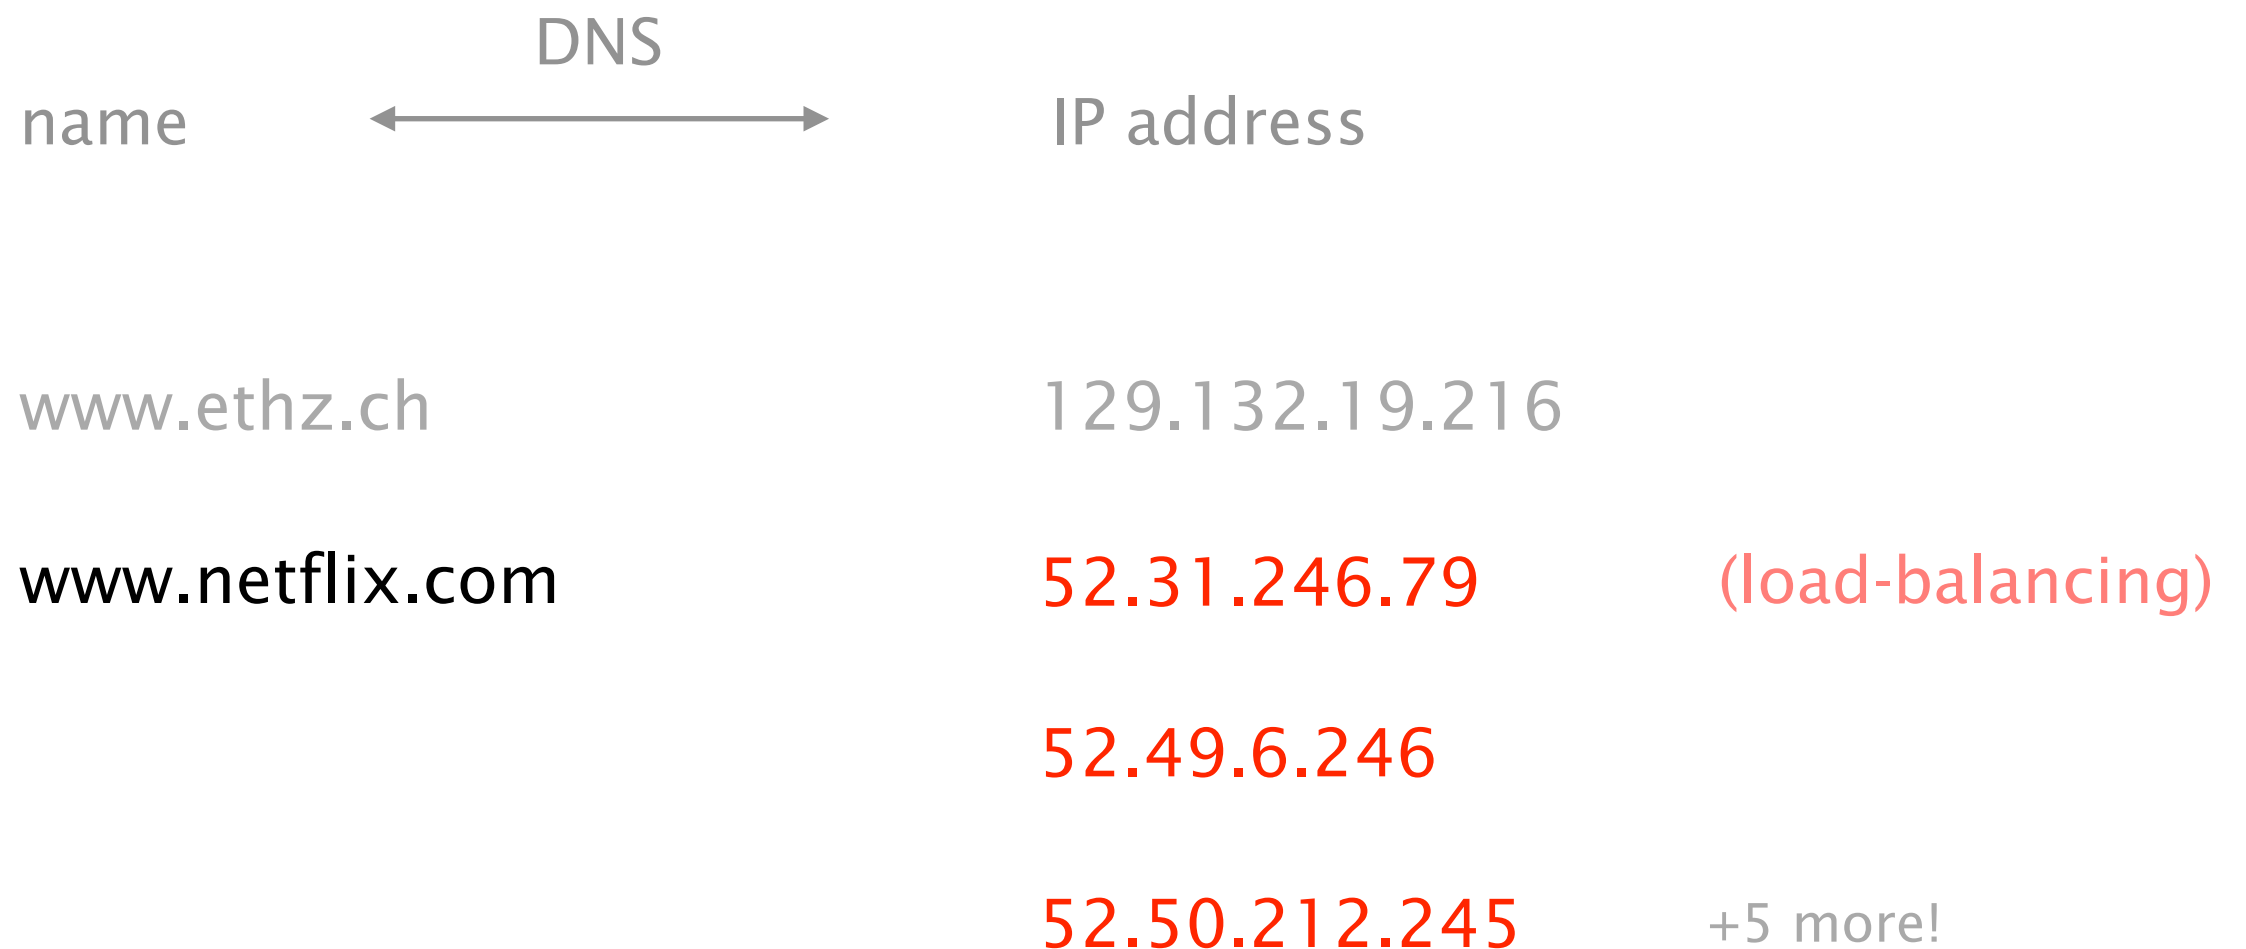 DNS
name IP address
www.ethz.ch 129.132.19.216
www.netflix.com 52.31.246.79 (load-balancing)
52.49.6.246
52.50.212.245 +5 more!